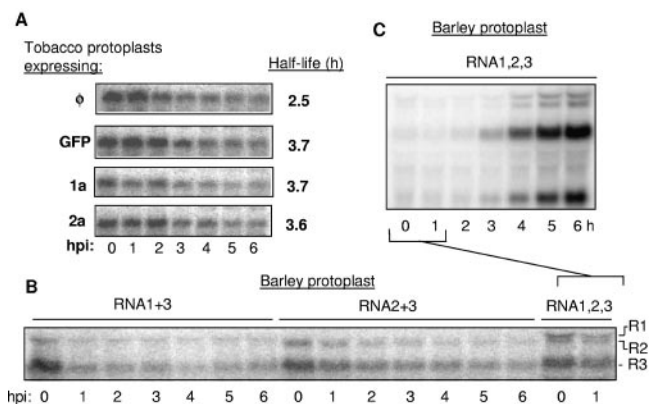 A
Tobacco protoplasts
expressing:
Half-life (h)
ϕ 2.5
GFP 3.7
1a 3.7
2a 3.6
hpi: 0 1 2 3 4 5 6
C
Barley protoplast
RNA1,2,3
0 1 2 3 4 5 6 h
B
Barley protoplast
RNA1+3 RNA2+3 RNA1,2,3
R1
R2
R3
hpi: 0 1 2 3 4 5 6 0 1 2 3 4 5 6 0 1